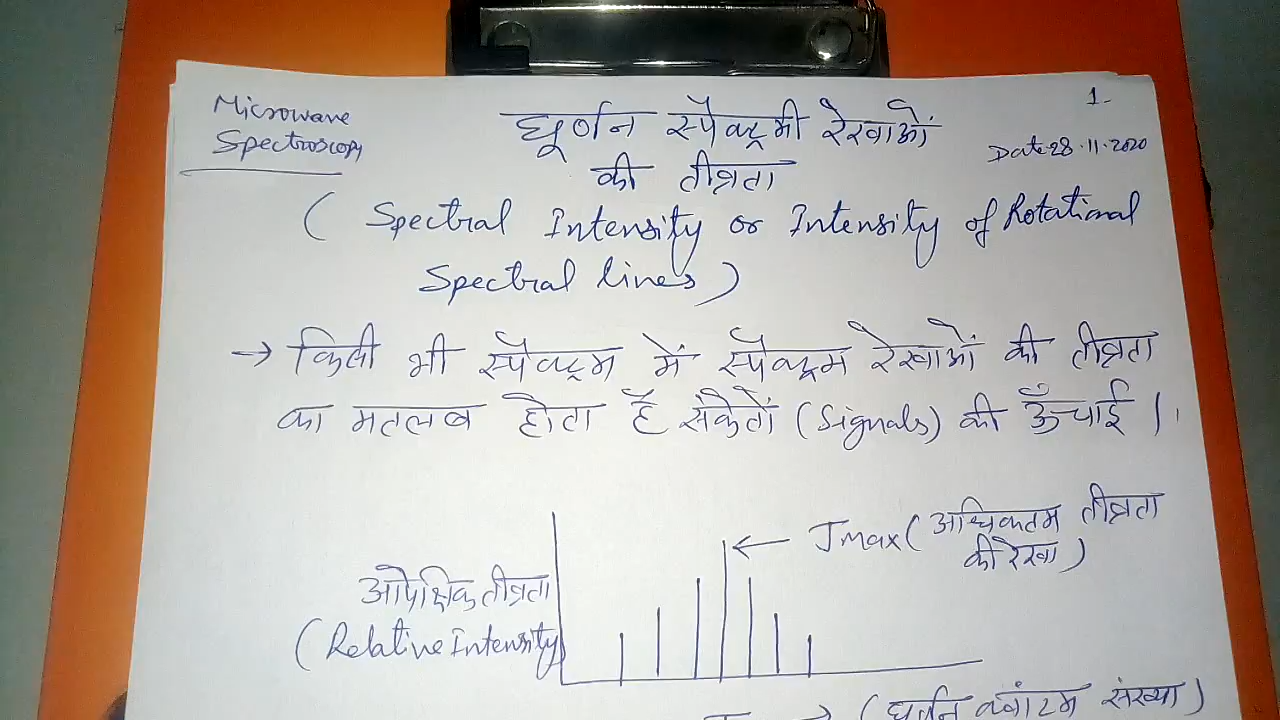 Microwave
Spectroscopy
1-
घूर्णन स्पैक्ट्रमी रेखाओं
की तीव्रता
Date 28.11.2020
( Spectral Intensity or Intensity of Rotational
Spectral lines )
→ किसी भी स्पैक्ट्रम में स्पैक्ट्रम रेखाओं की तीव्रता
का मतलब होता है संकेतों (Signals) की ऊँचाई ।
← Jmax ( अधिकतम तीव्रता
की रेखा )
आपेक्षिक तीव्रता
( Relative Intensity)
J → ( घूर्णन क्वांटम संख्या )